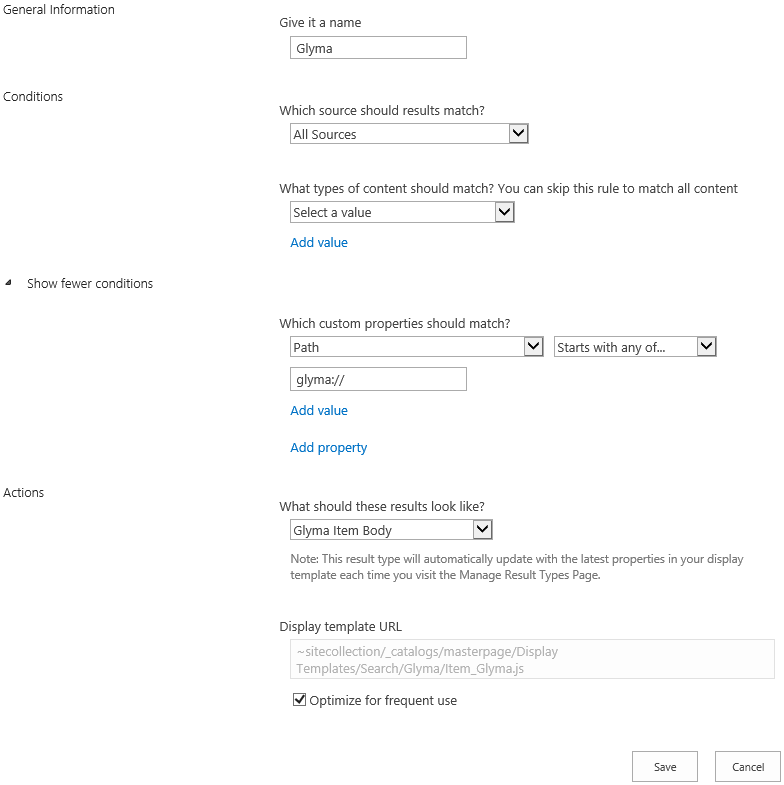 General Information
Give it a name
Glyma
Conditions
Which source should results match?
All Sources
What types of content should match? You can skip this rule to match all content
Select a value
Add value
Show fewer conditions
Which custom properties should match?
Path
Starts with any of...
glyma://
Add value
Add property
Actions
What should these results look like?
Glyma Item Body
Note: This result type will automatically update with the latest properties in your display
template each time you visit the Manage Result Types Page.
Display template URL
~sitecollection/_catalogs/masterpage/Display
Templates/Search/Glyma/Item_Glyma.js
Optimize for frequent use
Save
Cancel